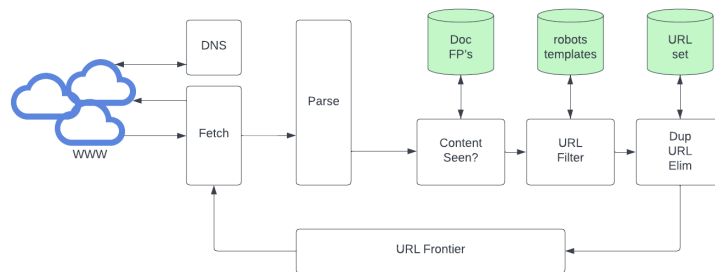 DNS
Doc
FP's
robots
templates
URL
set
Parse
Fetch
Content
Seen?
URL
Filter
Dup
URL
Elim
WWW
URL Frontier